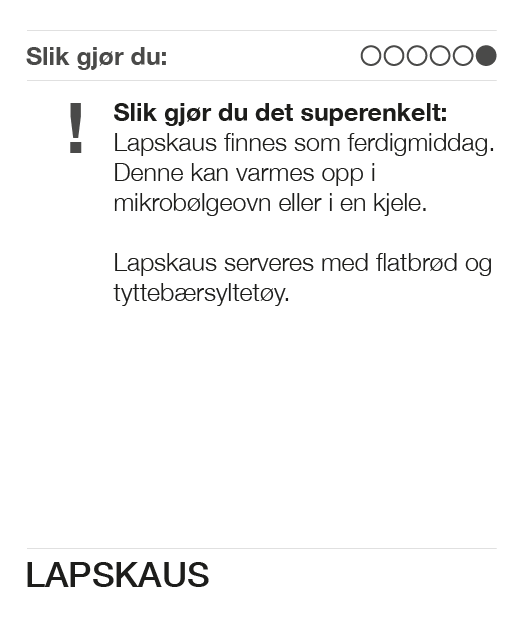 Slik gjør du:
!
Slik gjør du det superenkelt:
Lapskaus finnes som ferdigmiddag.
Denne kan varmes opp i
mikrobølgeovn eller i en kjele.
Lapskaus serveres med flatbrød og
tyttebærsyltetøy.
LAPSKAUS